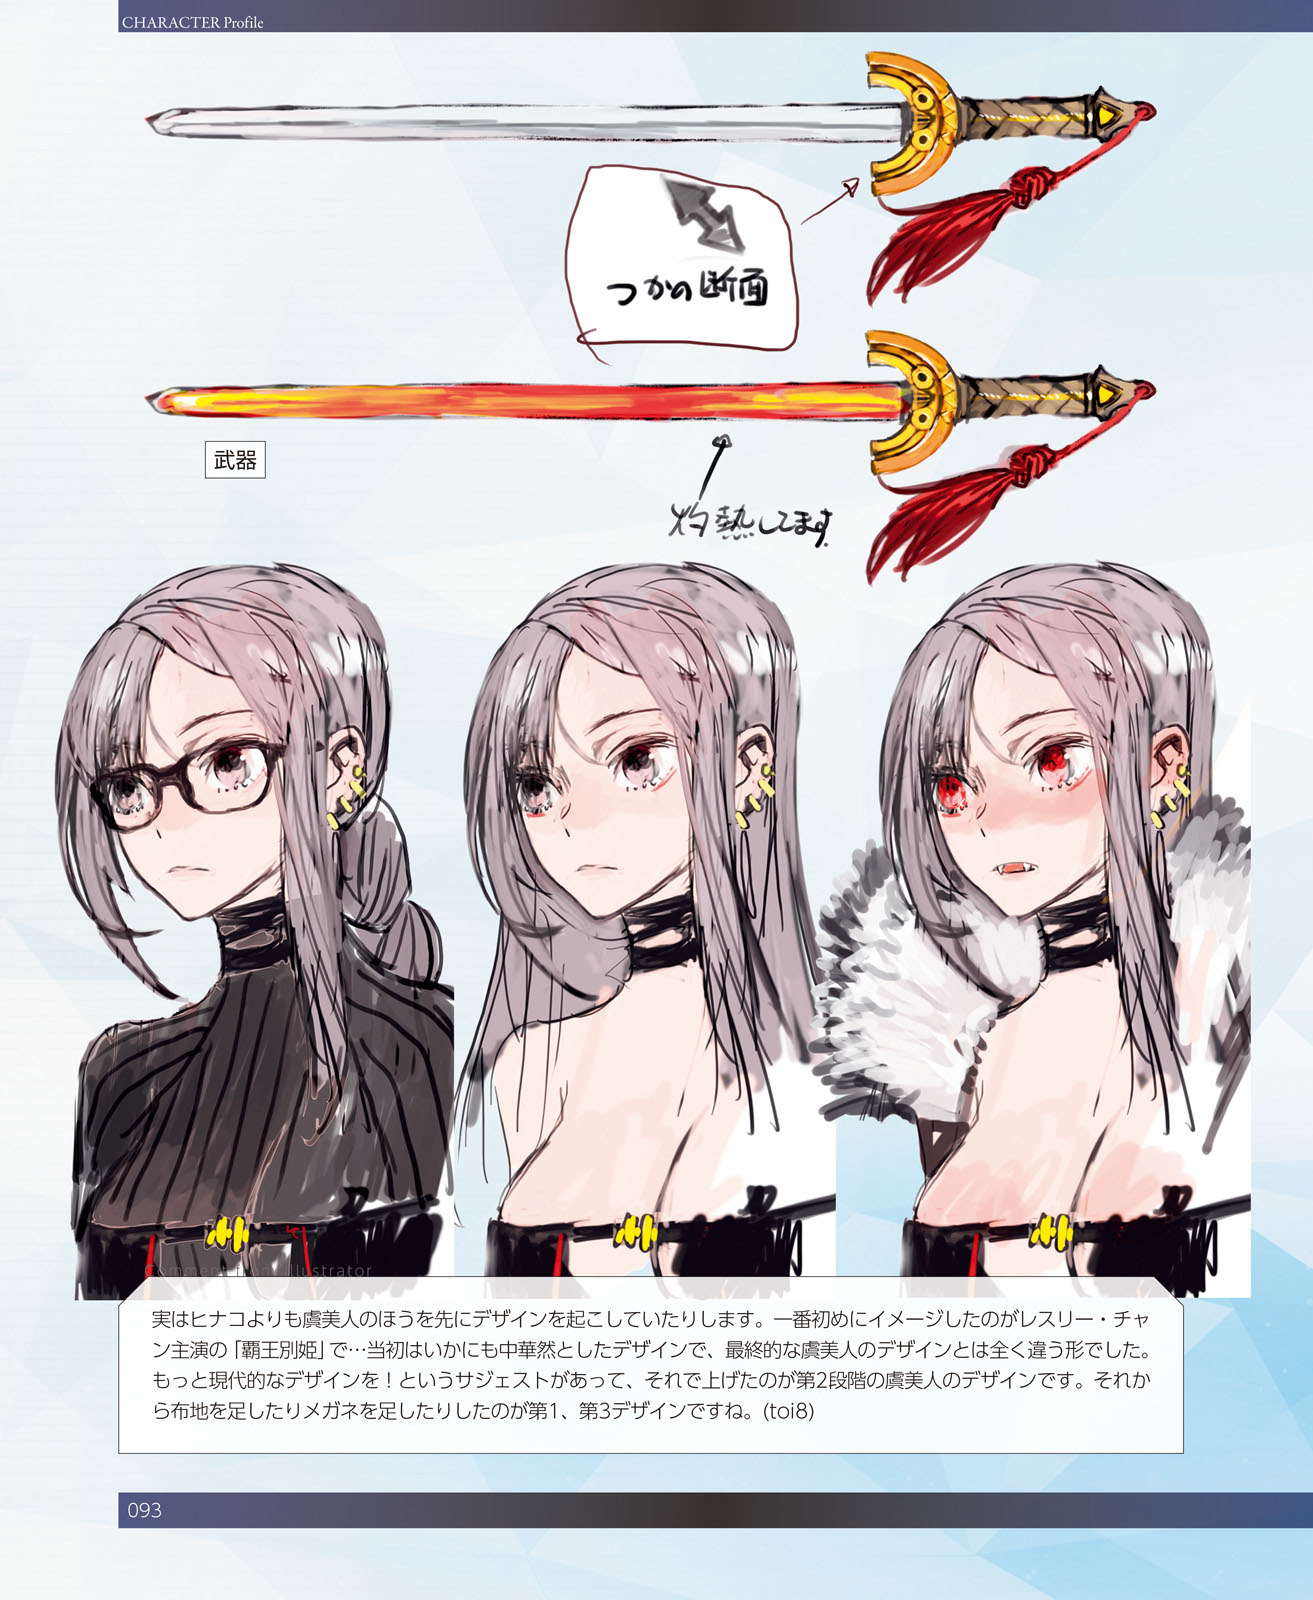 CHARACTER Profile
つかの断面
武器
灼熱してます
Comment from illustrator
実はヒナコよりも虞美人のほうを先にデザインを起こしていたりします。一番初めにイメージしたのがレスリー・チャ
ン主演の「覇王別姫」で…当初はいかにも中華然としたデザインで、最終的な虞美人のデザインとは全く違う形でした。
もっと現代的なデザインを！というサジェストがあって、それで上げたのが第2段階の虞美人のデザインです。それか
ら布地を足したりメガネを足したりしたのが第1、第3デザインですね。(toi8)
093